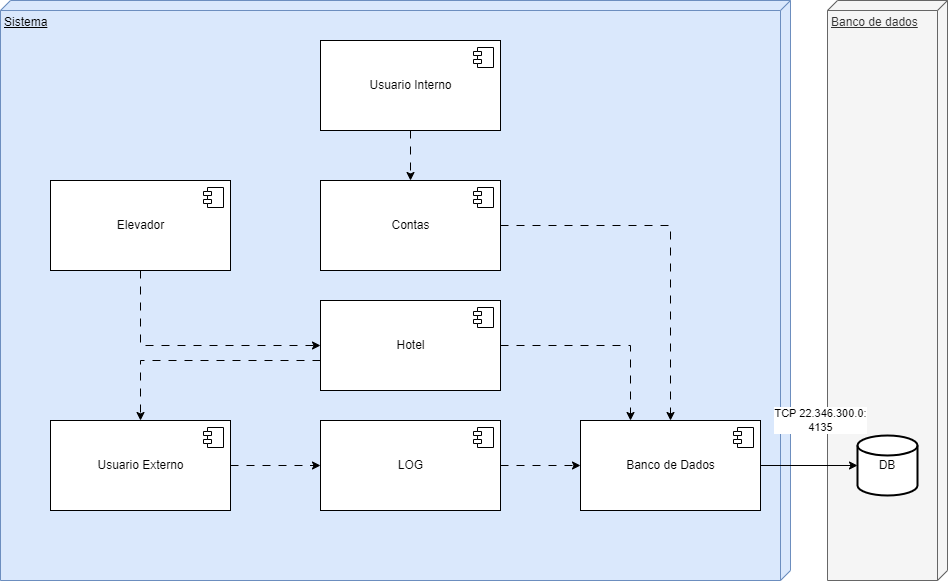 Sistema
Banco de dados
Usuario Interno
Elevador
Contas
Hotel
TCP 22.346.300.0:
4135
Usuario Externo
LOG
Banco de Dados
DB